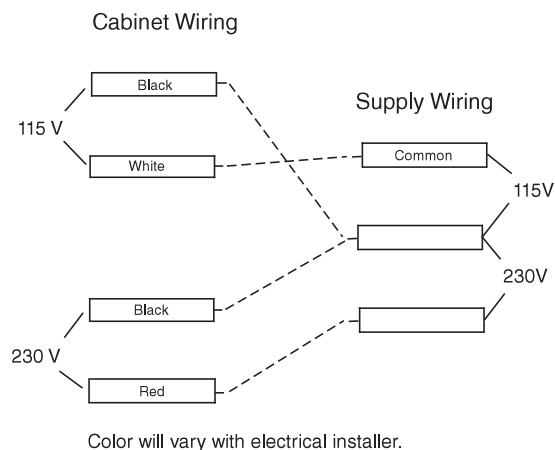 Cabinet Wiring
Black
Supply Wiring
115 V
White
Common
115V
230V
Black
230 V
Red
Color will vary with electrical installer.